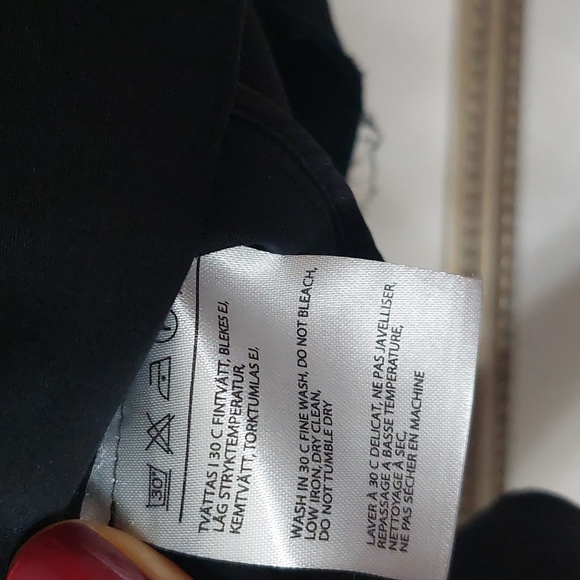 30°
TVÄTTAS I 30 C FINTVÄTT, BLEKES EJ,
LÅG STRYKTEMPERATUR,
KEMTVÄTT, TORKTUMLAS EJ.
WASH IN 30 C FINE WASH, DO NOT BLEACH,
LOW IRON, DRY CLEAN,
DO NOT TUMBLE DRY
LAVER À 30 C DELICAT, NE PAS JAVELLISER,
REPASSAGE A BASSE TEMPERATURE,
NETTOYAGE À SEC,
NE PAS SÉCHER EN MACHINE